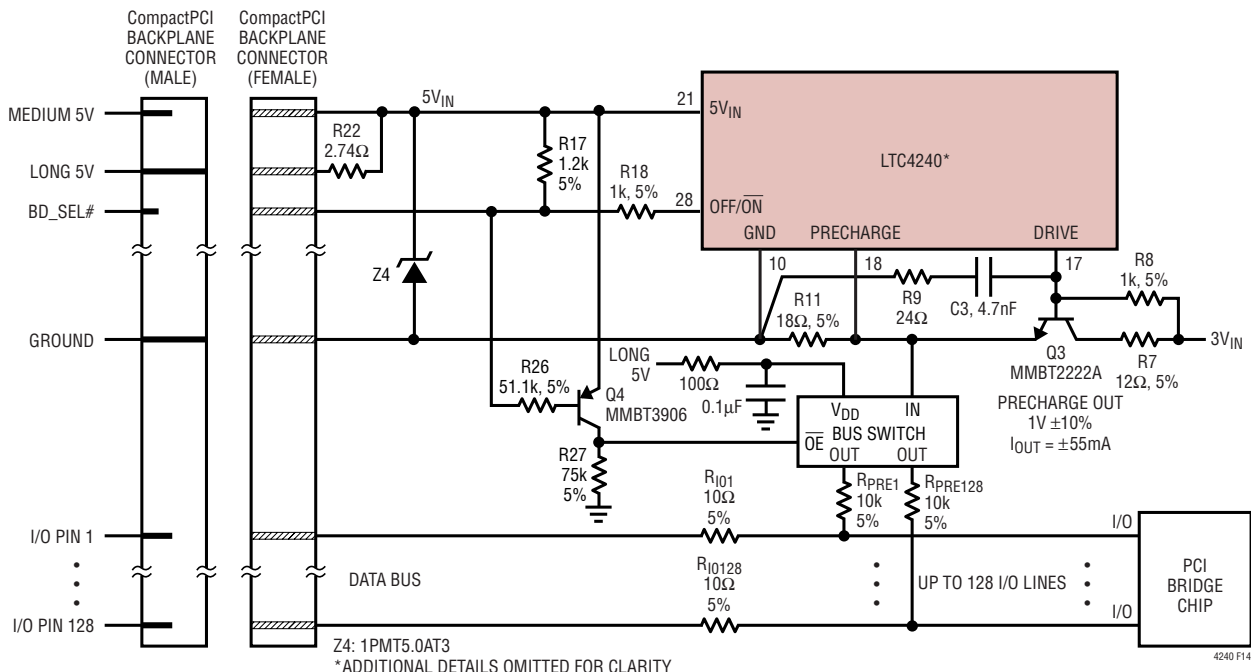 CompactPCI
BACKPLANE
CONNECTOR
(MALE)
CompactPCI
BACKPLANE
CONNECTOR
(FEMALE)
MEDIUM 5V
LONG 5V
BD_SEL#
GROUND
I/O PIN 1
I/O PIN 128
5VIN
R22
2.74Ω
R17
1.2k
5%
R18
1k, 5%
21
5VIN
LTC4240*
28
OFF/ON
GND
PRECHARGE
DRIVE
10
18
17
Z4
R11
18Ω, 5%
R9
24Ω
C3, 4.7nF
R8
1k, 5%
3VIN
Q3
MMBT2222A
R7
12Ω, 5%
PRECHARGE OUT
1V ±10%
IOUT = ±55mA
R26
51.1k, 5%
Q4
MMBT3906
LONG
5V
100Ω
0.1µF
VDD
IN
OE
BUS SWITCH
OUT
OUT
R27
75k
5%
RPRE1
10k
5%
RPRE128
10k
5%
RI01
10Ω
5%
RI0128
10Ω
5%
DATA BUS
UP TO 128 I/O LINES
I/O
I/O
PCI
BRIDGE
CHIP
Z4: 1PMT5.0AT3
*ADDITIONAL DETAILS OMITTED FOR CLARITY
4240 F14